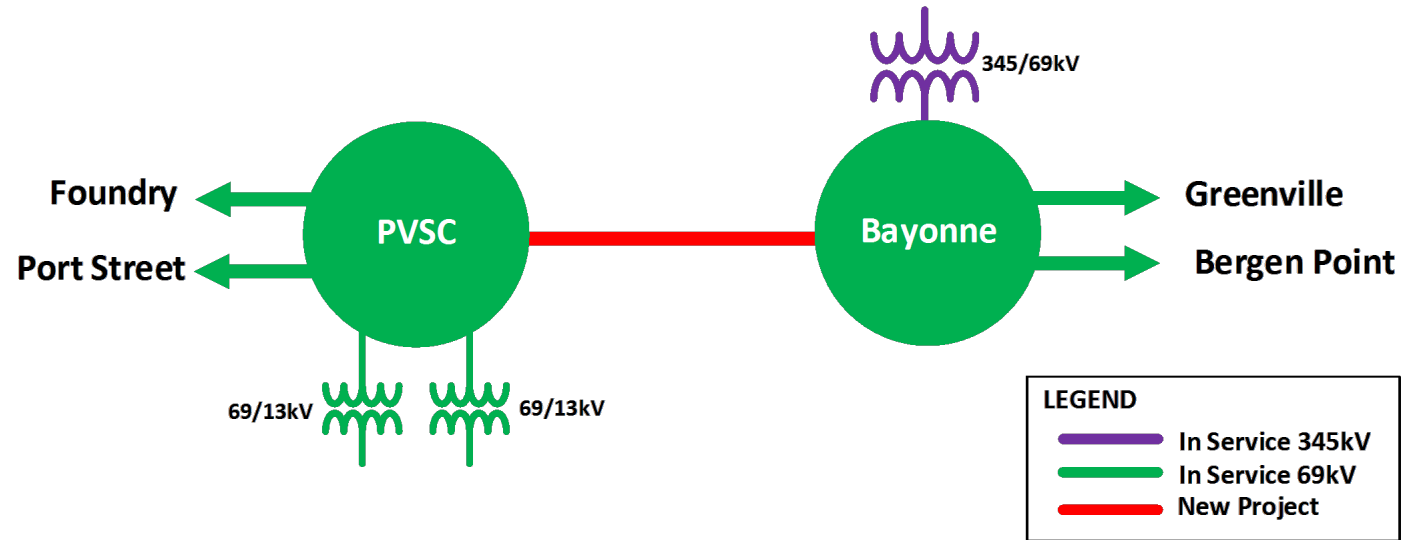 345/69kV
Foundry
PVSC
Bayonne
Greenville
Port Street
Bergen Point
69/13kV
69/13kV
LEGEND
In Service 345kV
In Service 69kV
New Project